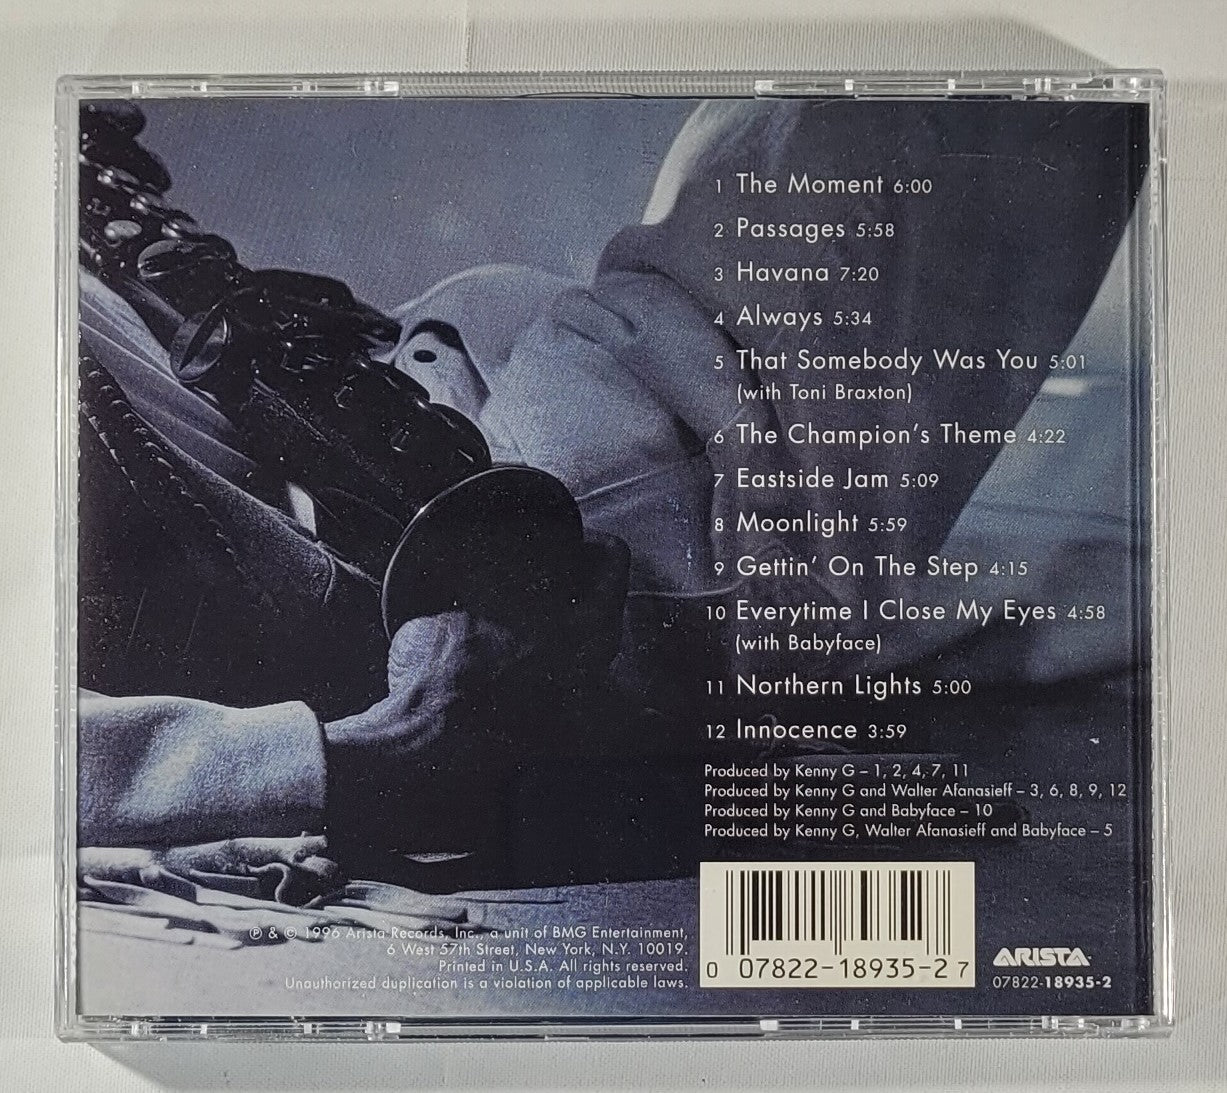 1 The Moment 6:00
2 Passages 5:58
3 Havana 7:20
4 Always 5:34
5 That Somebody Was You 5:01
(with Toni Braxton)
6 The Champion's Theme 4:22
7 Eastside Jam 5:09
8 Moonlight 5:59
9 Gettin' On The Step 4:15
10 Everytime I Close My Eyes 4:58
(with Babyface)
11 Northern Lights 5:00
12 Innocence 3:59
Produced by Kenny G – 1, 2, 4, 7, 11
Produced by Kenny G and Walter Afanasieff – 3, 6, 8, 9, 12
Produced by Kenny G and Babyface – 10
Produced by Kenny G, Walter Afanasieff and Babyface – 5
℗ & © 1996 Arista Records, Inc., a unit of BMG Entertainment,
6 West 57th Street, New York, N.Y. 10019.
Printed in U.S.A. All rights reserved.
Unauthorized duplication is a violation of applicable laws.
0 07822-18935-2 7
ARISTA
07822-18935-2